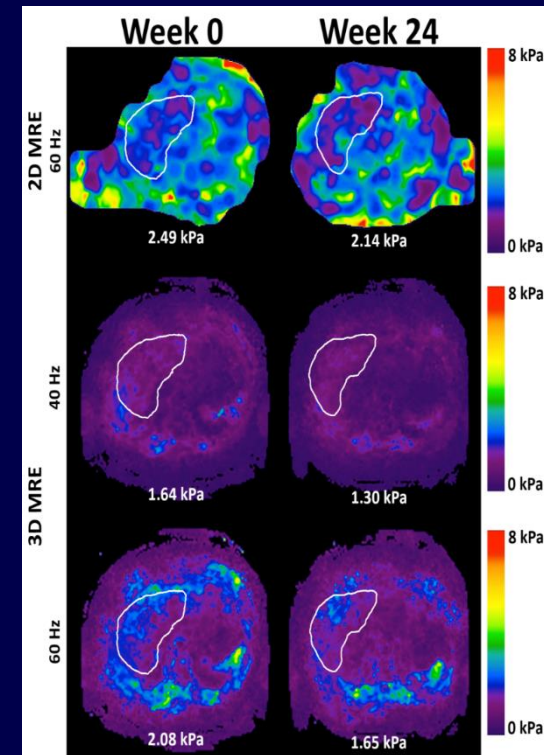 Week 0 Week 24
2D MRE
60 Hz
8 kPa
0 kPa
2.49 kPa 2.14 kPa
3D MRE
40 Hz
8 kPa
0 kPa
1.64 kPa 1.30 kPa
60 Hz
8 kPa
0 kPa
2.08 kPa 1.65 kPa